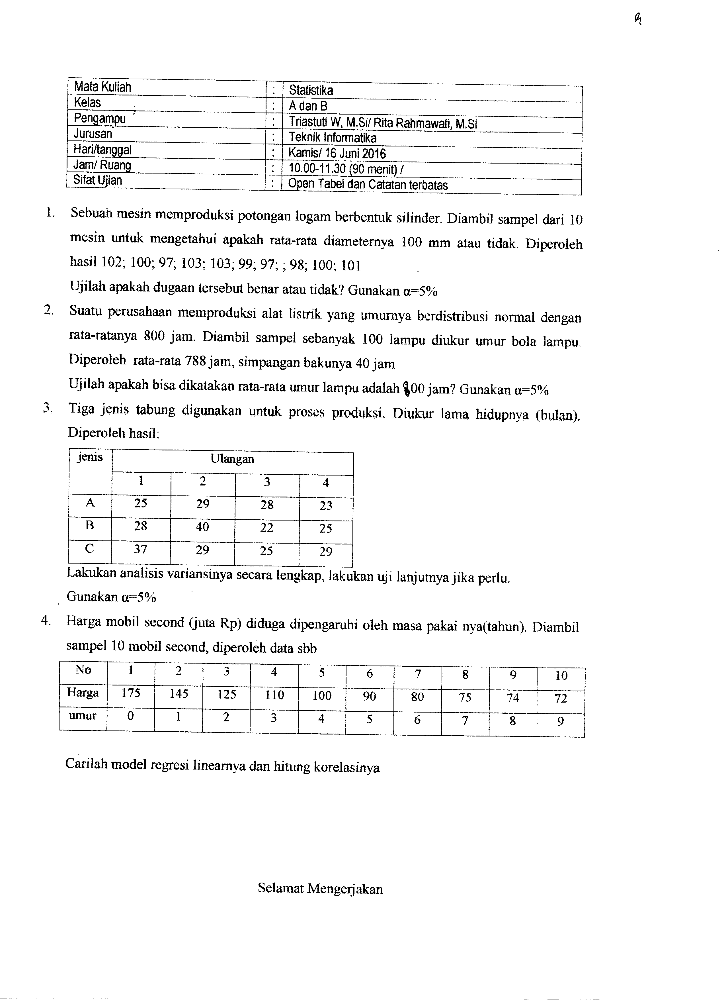 Mata Kuliah : Statistika
Kelas : A dan B
Pengampu : Triastuti W, M.Si/ Rita Rahmawati, M.Si
Jurusan : Teknik Informatika
Hari/tanggal : Kamis/ 16 Juni 2016
Jam/ Ruang : 10.00-11.30 (90 menit) /
Sifat Ujian : Open Tabel dan Catatan terbatas
1. Sebuah mesin memproduksi potongan logam berbentuk silinder. Diambil sampel dari 10
mesin untuk mengetahui apakah rata-rata diameternya 100 mm atau tidak. Diperoleh
hasil 102; 100; 97; 103; 103; 99; 97; ; 98; 100; 101
Ujilah apakah dugaan tersebut benar atau tidak? Gunakan α=5%
2. Suatu perusahaan memproduksi alat listrik yang umurnya berdistribusi normal dengan
rata-ratanya 800 jam. Diambil sampel sebanyak 100 lampu diukur umur bola lampu.
Diperoleh rata-rata 788 jam, simpangan bakunya 40 jam
Ujilah apakah bisa dikatakan rata-rata umur lampu adalah 800 jam? Gunakan α=5%
3. Tiga jenis tabung digunakan untuk proses produksi. Diukur lama hidupnya (bulan).
Diperoleh hasil:
jenis Ulangan
1 2 3 4
A 25 29 28 23
B 28 40 22 25
C 37 29 25 29
Lakukan analisis variansinya secara lengkap, lakukan uji lanjutnya jika perlu.
Gunakan α=5%
4. Harga mobil second (juta Rp) diduga dipengaruhi oleh masa pakai nya(tahun). Diambil
sampel 10 mobil second, diperoleh data sbb
No 1 2 3 4 5 6 7 8 9 10
Harga 175 145 125 110 100 90 80 75 74 72
umur 0 1 2 3 4 5 6 7 8 9
Carilah model regresi linearnya dan hitung korelasinya
Selamat Mengerjakan